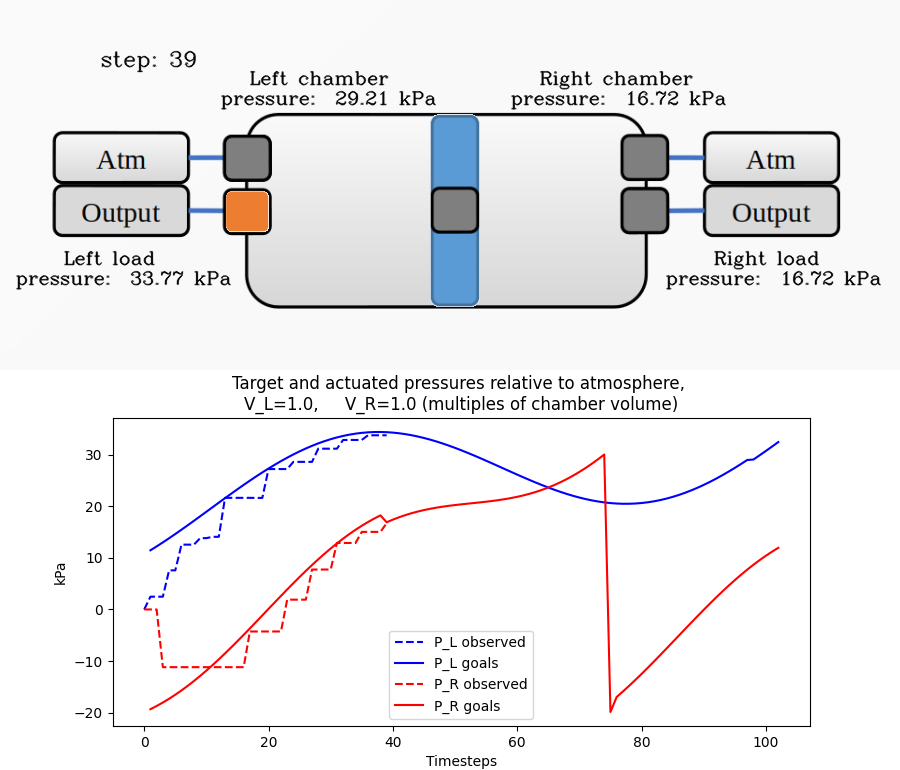 step: 39
Left chamber
pressure: 29.21 kPa
Right chamber
pressure: 16.72 kPa
Atm
Output
Atm
Output
Left load
pressure: 33.77 kPa
Right load
pressure: 16.72 kPa
Target and actuated pressures relative to atmosphere,
V_L=1.0, V_R=1.0 (multiples of chamber volume)
kPa
30
20
10
0
−10
−20
P_L observed
P_L goals
P_R observed
P_R goals
0 20 40 60 80 100
Timesteps